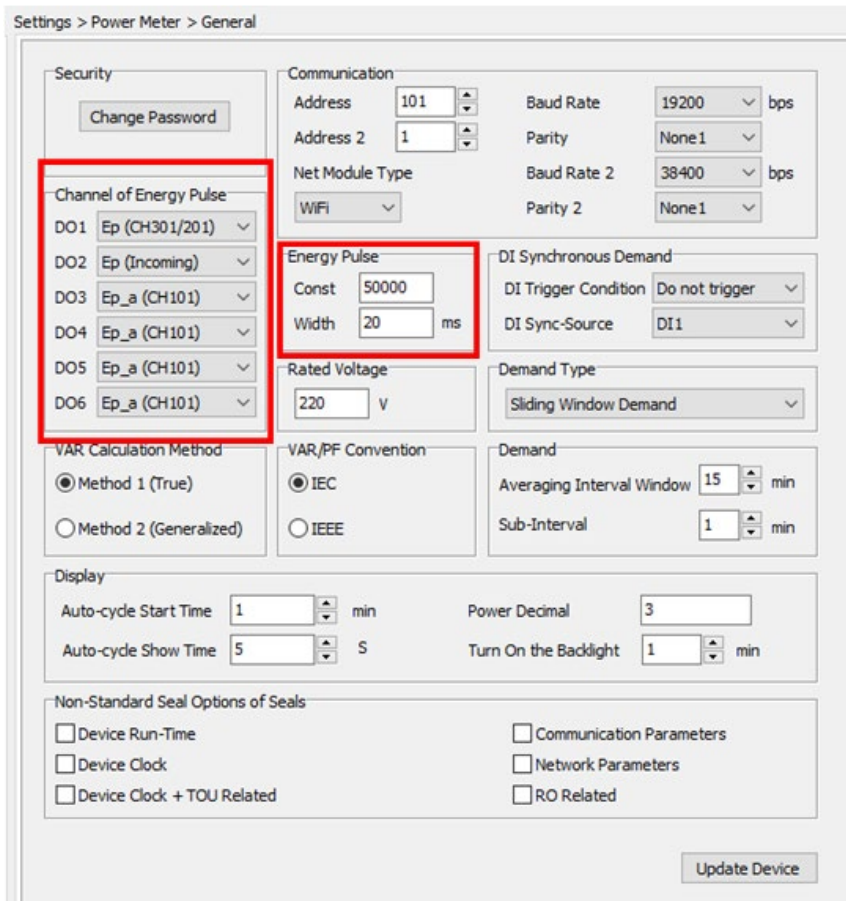 Settings > Power Meter > General
Security
Change Password
Communication
Address 101 Baud Rate 19200 bps
Address 2 1 Parity None1
Net Module Type Baud Rate 2 38400 bps
WiFi Parity 2 None1
Channel of Energy Pulse
DO1 Ep (CH301/201)
DO2 Ep (Incoming)
DO3 Ep_a (CH101)
DO4 Ep_a (CH101)
DO5 Ep_a (CH101)
DO6 Ep_a (CH101)
Energy Pulse
Const 50000
Width 20 ms
DI Synchronous Demand
DI Trigger Condition Do not trigger
DI Sync-Source DI1
Rated Voltage
220 V
Demand Type
Sliding Window Demand
VAR Calculation Method
Method 1 (True)
Method 2 (Generalized)
VAR/PF Convention
IEC
IEEE
Demand
Averaging Interval Window 15 min
Sub-Interval 1 min
Display
Auto-cycle Start Time 1 min Power Decimal 3
Auto-cycle Show Time 5 S Turn On the Backlight 1 min
Non-Standard Seal Options of Seals
Device Run-Time Communication Parameters
Device Clock Network Parameters
Device Clock + TOU Related RO Related
Update Device